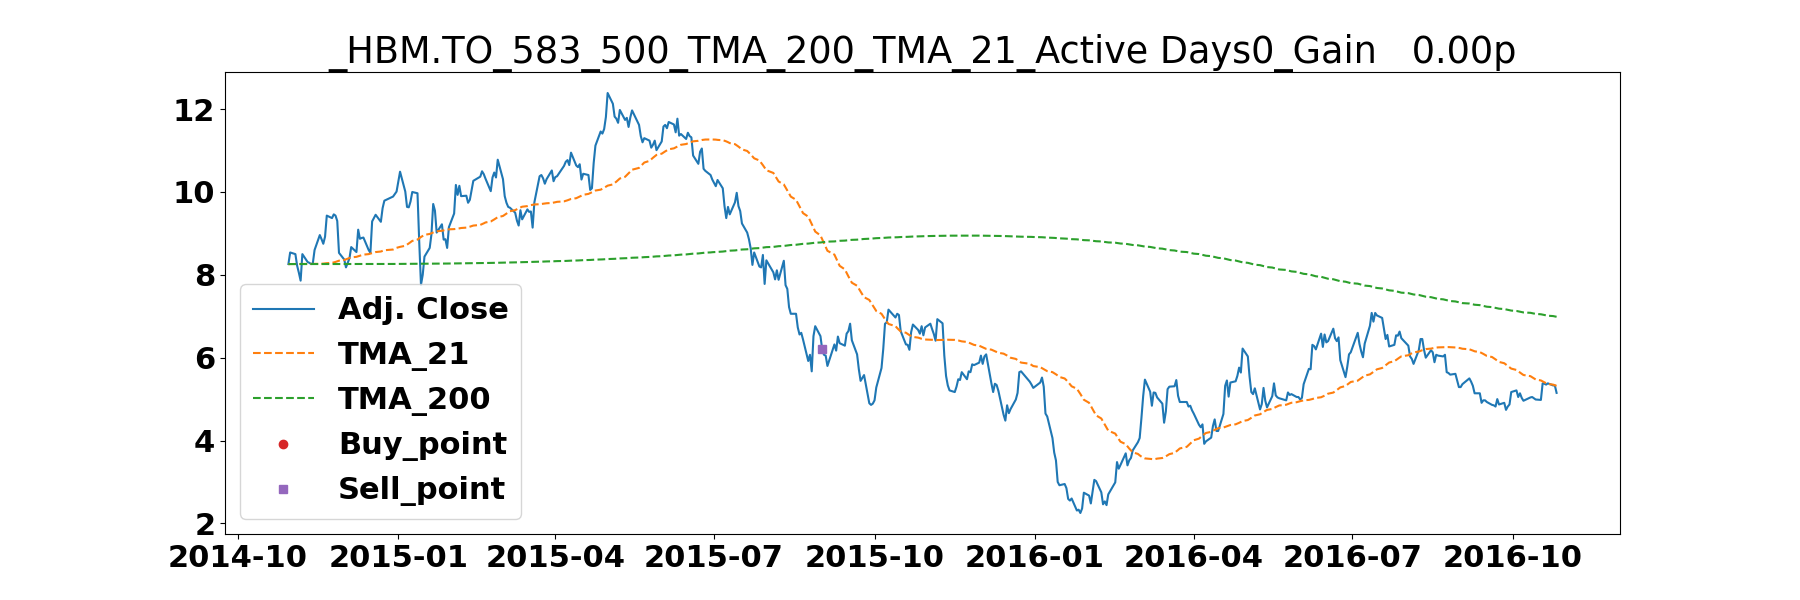 _HBM.TO_583_500_TMA_200_TMA_21_Active Days0_Gain   0.00p
12
10
8
6
4
2
Adj. Close
TMA_21
TMA_200
Buy_point
Sell_point
2014-10 2015-01 2015-04 2015-07 2015-10 2016-01 2016-04 2016-07 2016-10